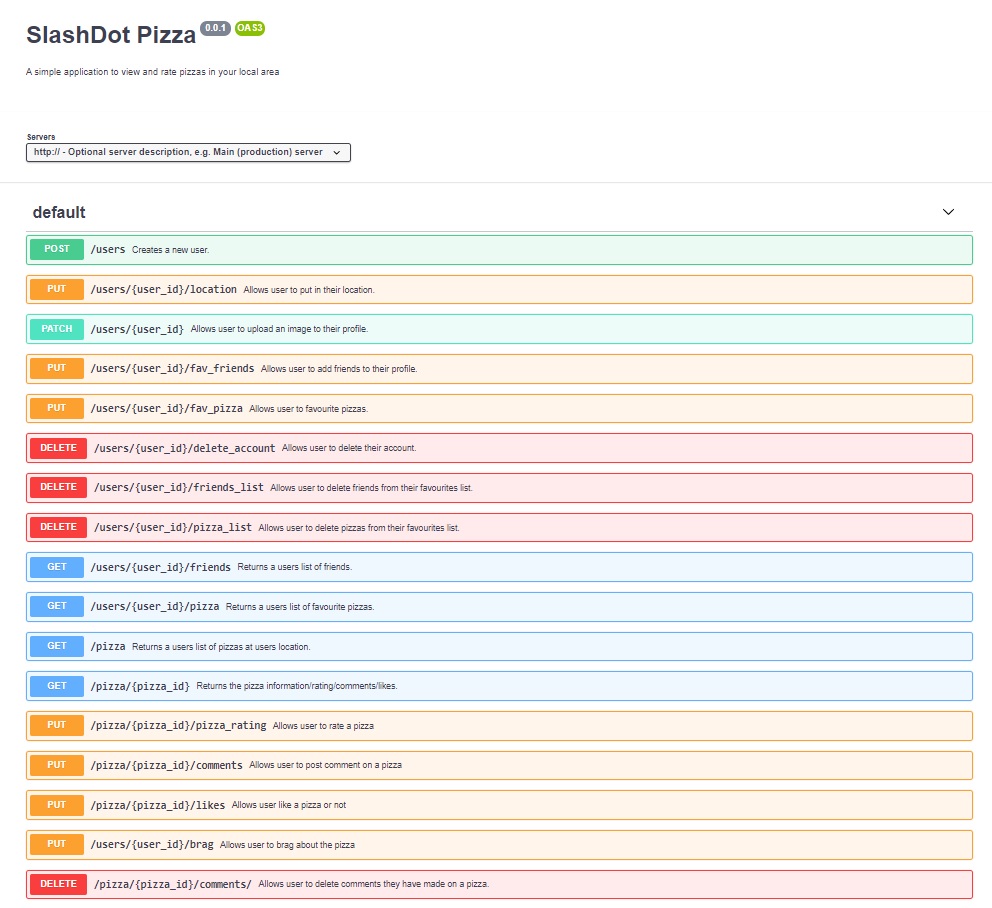 SlashDot Pizza 0.0.1 OAS3
A simple application to view and rate pizzas in your local area
Servers
http:// - Optional server description, e.g. Main (production) server
default
POST /users Creates a new user.
PUT /users/{user_id}/location Allows user to put in their location.
PATCH /users/{user_id} Allows user to upload an image to their profile.
PUT /users/{user_id}/fav_friends Allows user to add friends to their profile.
PUT /users/{user_id}/fav_pizza Allows user to favourite pizzas.
DELETE /users/{user_id}/delete_account Allows user to delete their account.
DELETE /users/{user_id}/friends_list Allows user to delete friends from their favourites list.
DELETE /users/{user_id}/pizza_list Allows user to delete pizzas from their favourites list.
GET /users/{user_id}/friends Returns a users list of friends.
GET /users/{user_id}/pizza Returns a users list of favourite pizzas.
GET /pizza Returns a users list of pizzas at users location.
GET /pizza/{pizza_id} Returns the pizza information/rating/comments/likes.
PUT /pizza/{pizza_id}/pizza_rating Allows user to rate a pizza
PUT /pizza/{pizza_id}/comments Allows user to post comment on a pizza
PUT /pizza/{pizza_id}/likes Allows user like a pizza or not
PUT /users/{user_id}/brag Allows user to brag about the pizza
DELETE /pizza/{pizza_id}/comments/ Allows user to delete comments they have made on a pizza.